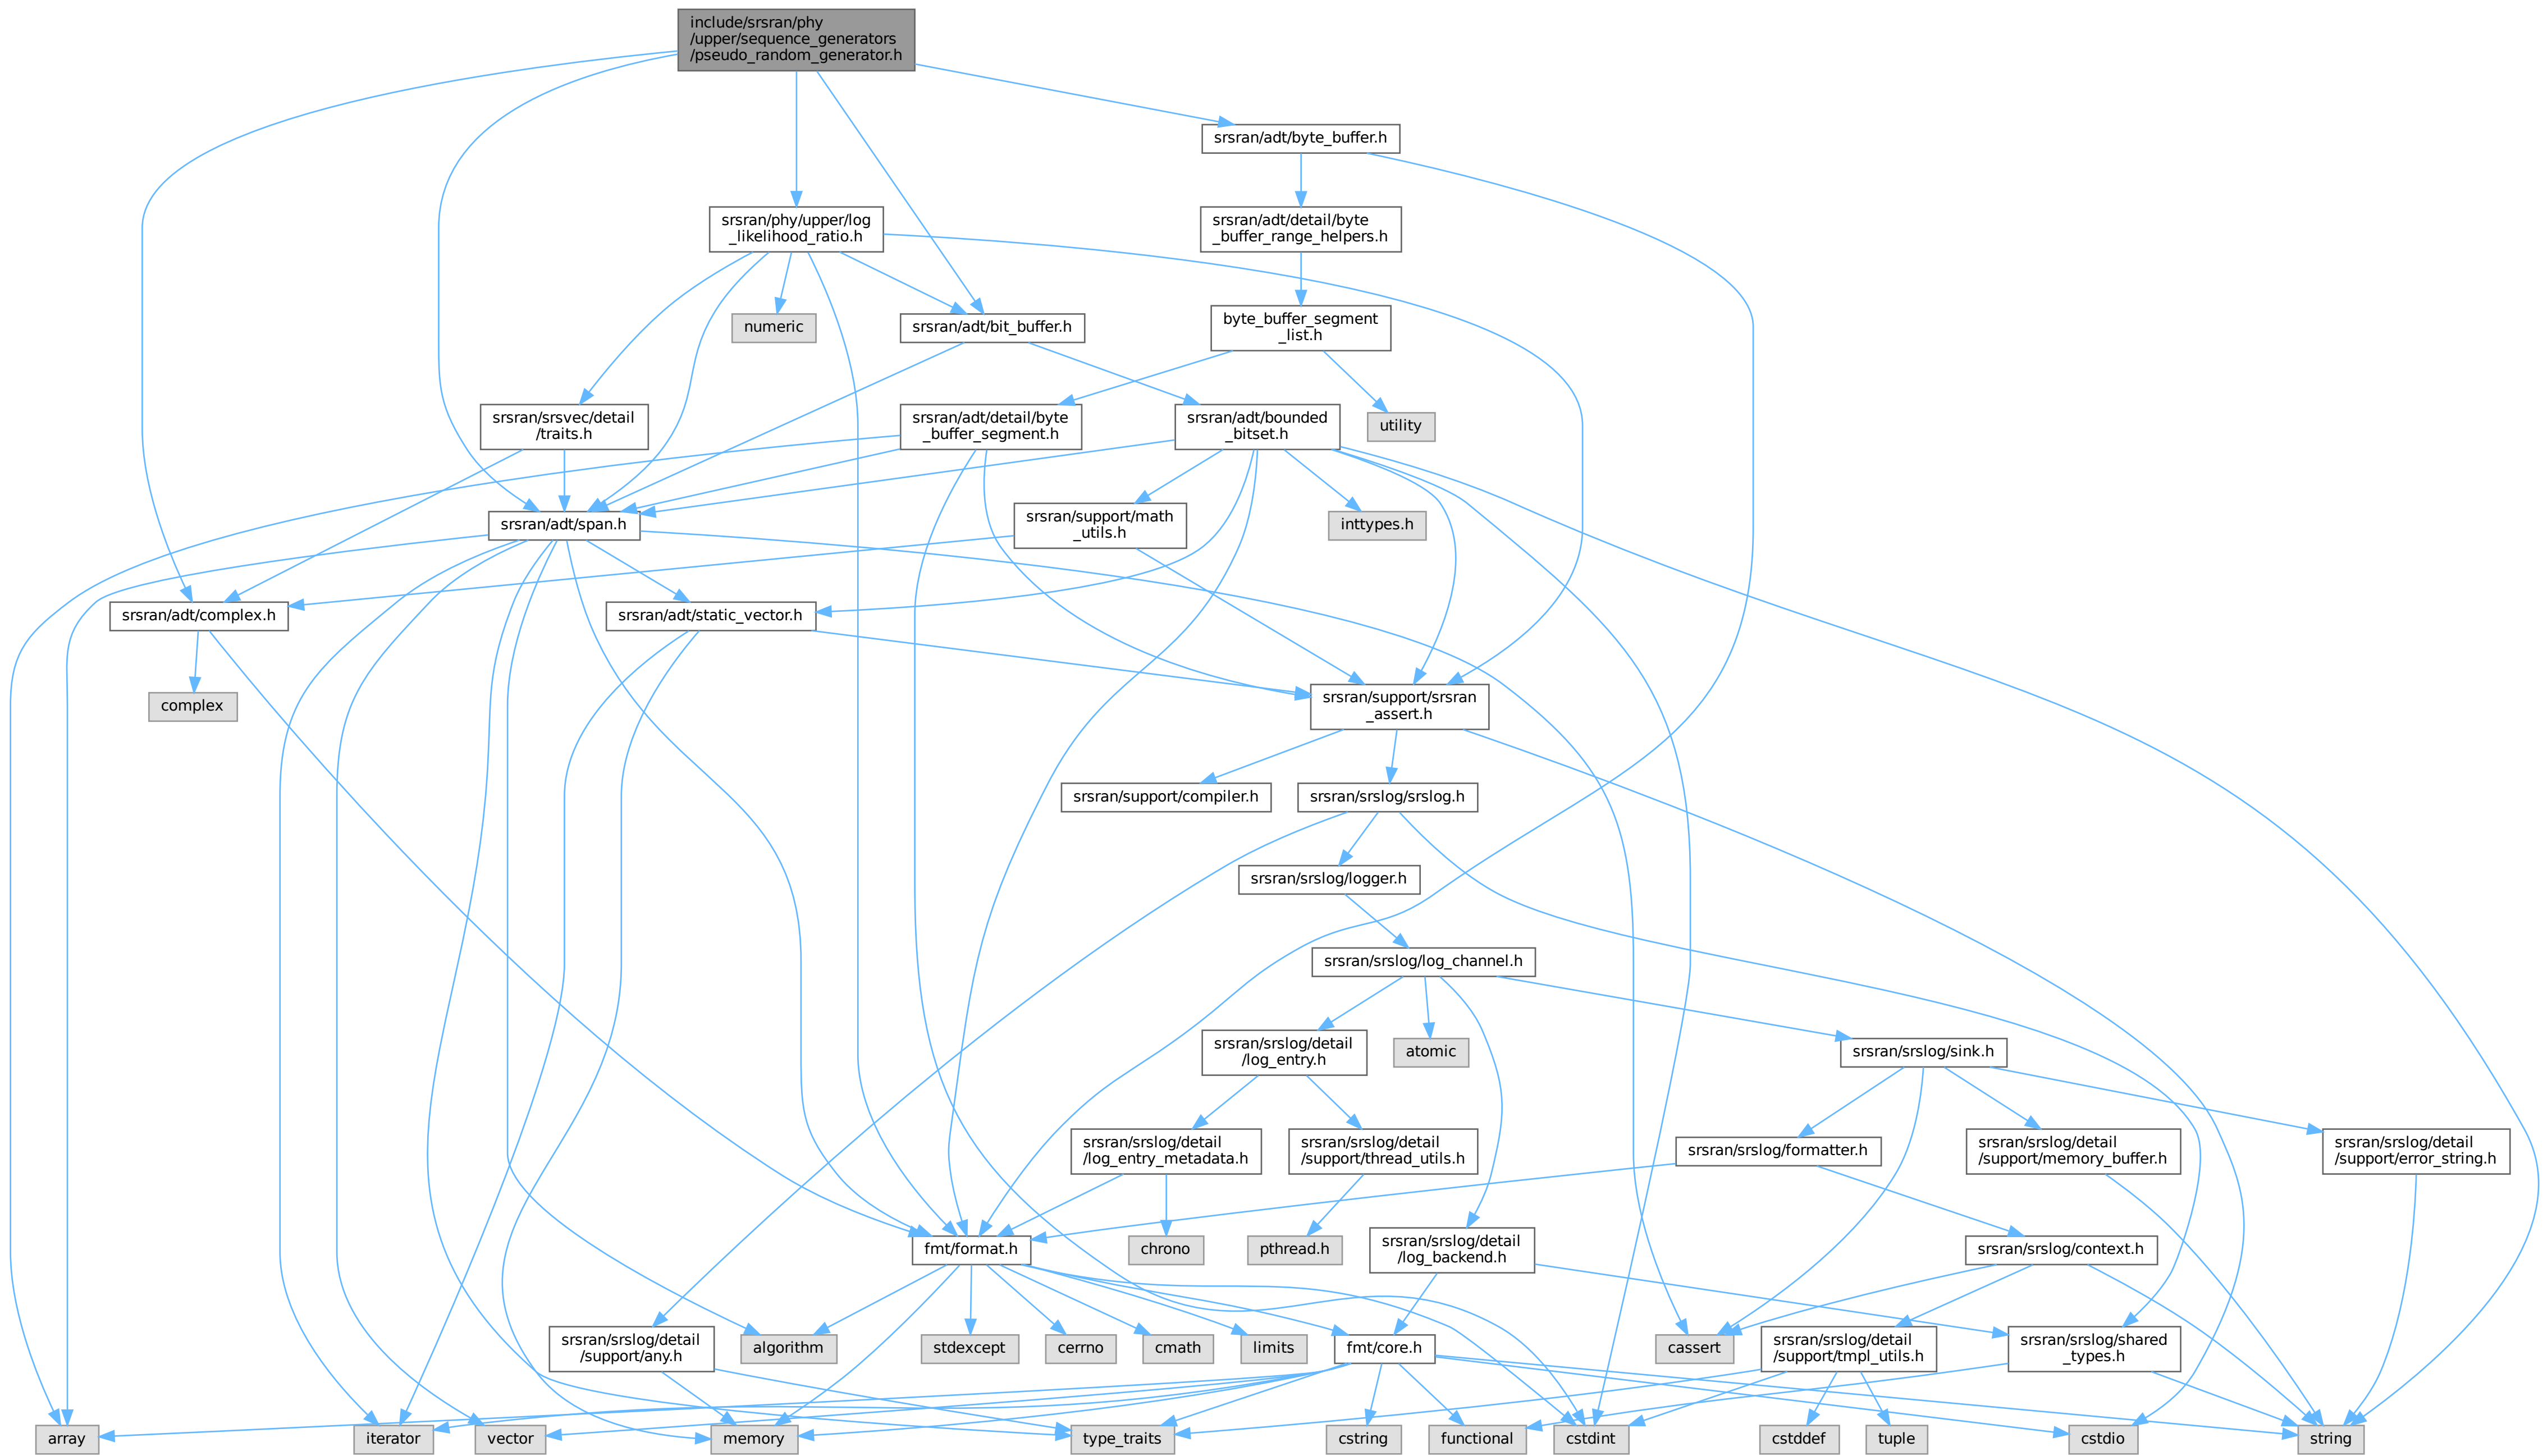 include/srsran/phy
/upper/sequence_generators
/pseudo_random_generator.h
srsran/adt/byte_buffer.h
srsran/phy/upper/log
_likelihood_ratio.h
srsran/adt/detail/byte
_buffer_range_helpers.h
numeric
srsran/adt/bit_buffer.h
byte_buffer_segment
_list.h
srsran/srsvec/detail
/traits.h
srsran/adt/detail/byte
_buffer_segment.h
srsran/adt/bounded
_bitset.h
utility
srsran/adt/span.h
srsran/support/math
_utils.h
inttypes.h
srsran/adt/complex.h
srsran/adt/static_vector.h
complex
srsran/support/srsran
_assert.h
srsran/support/compiler.h
srsran/srslog/srslog.h
srsran/srslog/logger.h
srsran/srslog/log_channel.h
srsran/srslog/detail
/log_entry.h
atomic
srsran/srslog/sink.h
srsran/srslog/detail
/log_entry_metadata.h
srsran/srslog/detail
/support/thread_utils.h
srsran/srslog/formatter.h
srsran/srslog/detail
/support/memory_buffer.h
srsran/srslog/detail
/support/error_string.h
fmt/format.h
chrono
pthread.h
srsran/srslog/detail
/log_backend.h
srsran/srslog/context.h
srsran/srslog/detail
/support/any.h
algorithm
stdexcept
cerrno
cmath
limits
fmt/core.h
cassert
srsran/srslog/detail
/support/tmpl_utils.h
srsran/srslog/shared
_types.h
array
iterator
vector
memory
type_traits
cstring
functional
cstdint
cstddef
tuple
cstdio
string